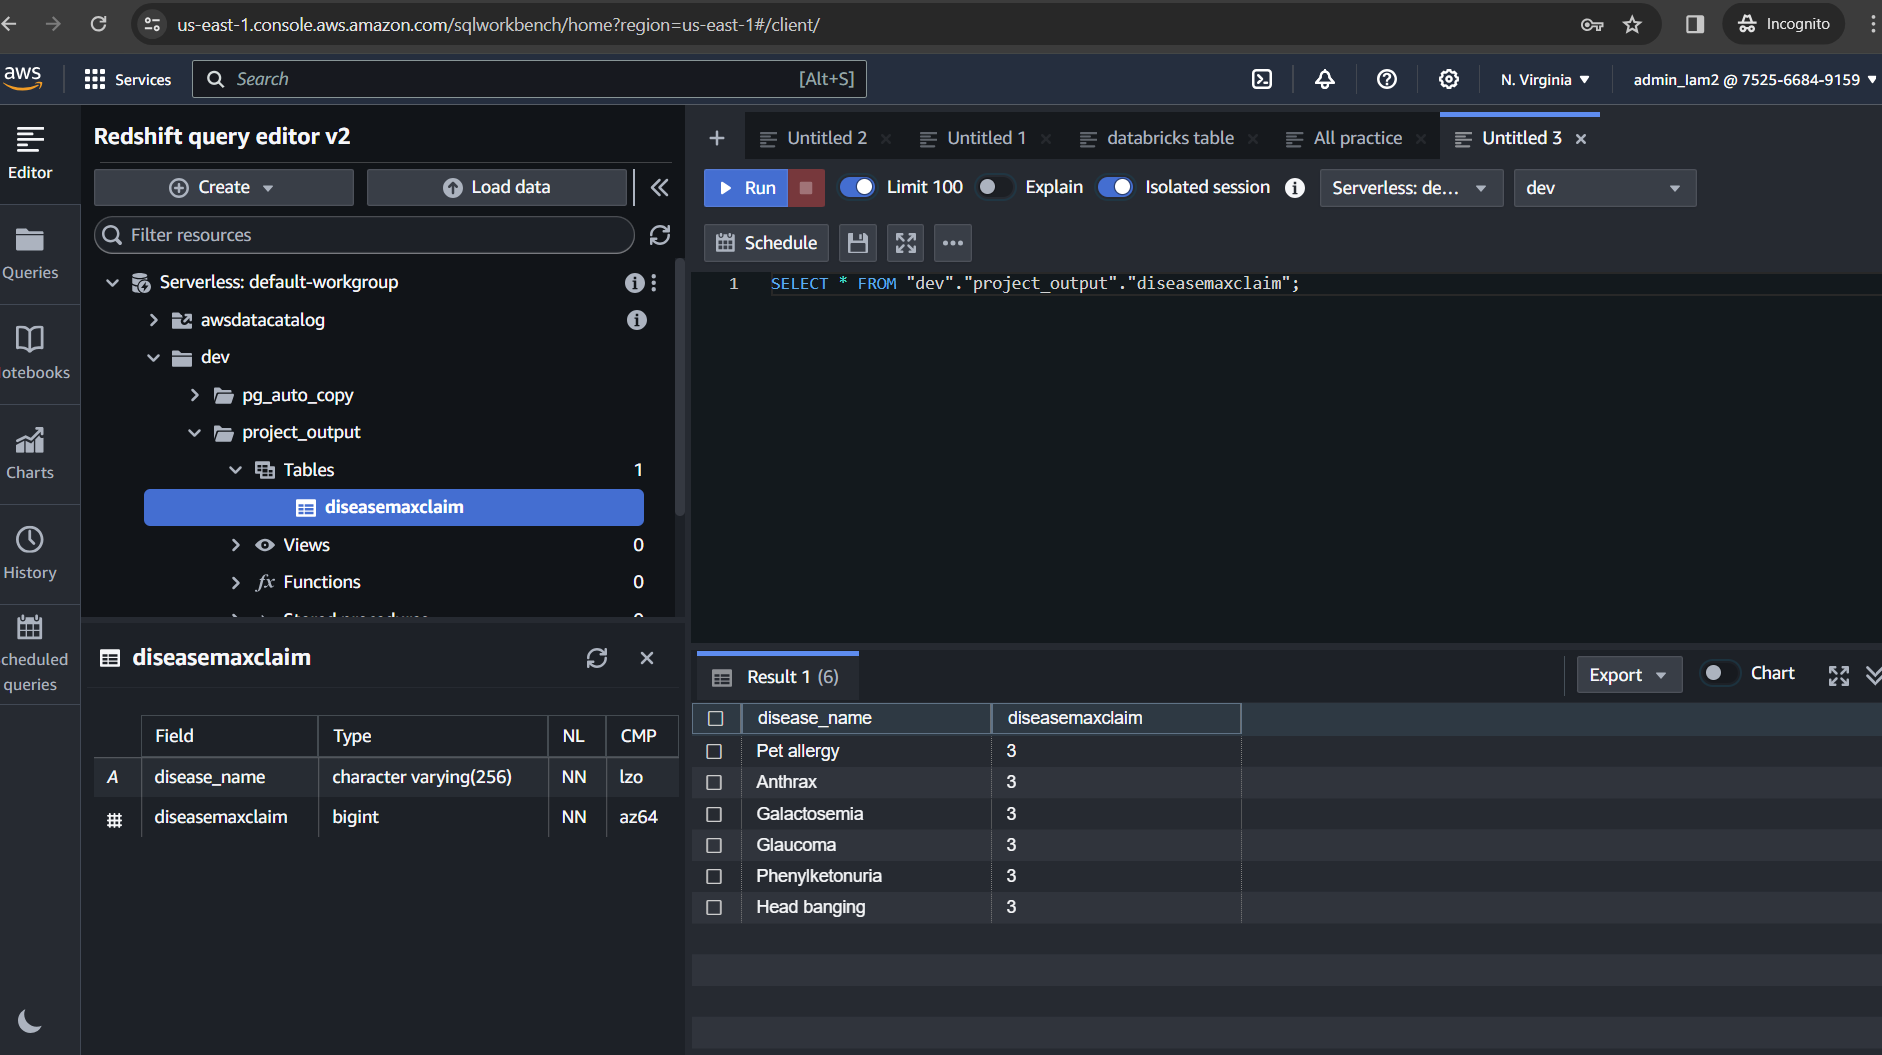 us-east-1.console.aws.amazon.com/sqlworkbench/home?region=us-east-1#/client/
Incognito
aws
Services
Search
[Alt+S]
N. Virginia
admin_Iam2 @ 7525-6684-9159
Editor
Queries
otebooks
Charts
History
cheduled
queries
Redshift query editor v2
Create
Load data
Filter resources
Serverless: default-workgroup
awsdatacatalog
dev
pg_auto_copy
project_output
Tables 1
diseasemaxclaim
Views 0
fx Functions 0
diseasemaxclaim
Field Type NL CMP
A disease_name character varying(256) NN lzo
# diseasemaxclaim bigint NN az64
+ Untitled 2 Untitled 1 databricks table All practice Untitled 3
Run Limit 100 Explain Isolated session Serverless: de... dev
Schedule
1 SELECT * FROM "dev"."project_output"."diseasemaxclaim";
Result 1 (6)
Export
Chart
disease_name diseasemaxclaim
Pet allergy 3
Anthrax 3
Galactosemia 3
Glaucoma 3
Phenylketonuria 3
Head banging 3